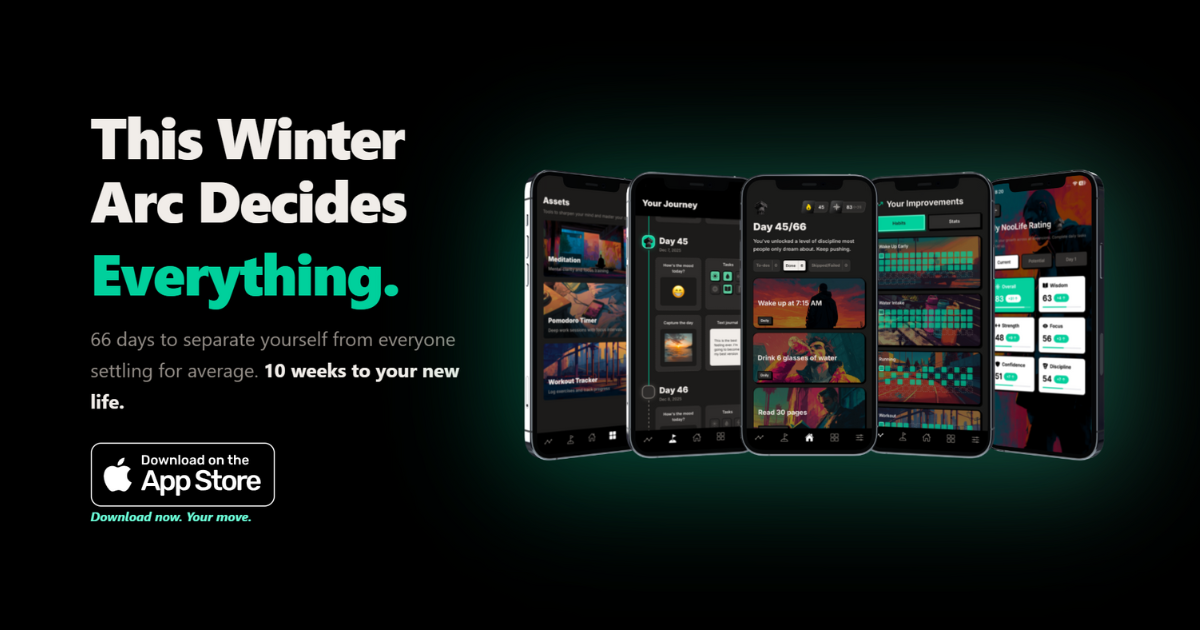 This Winter
Arc Decides
Everything.
66 days to separate yourself from everyone
settling for average. 10 weeks to your new
life.
Download on the
App Store
Download now. Your move.
Assets
Meditation
Pomodoro Timer
Workout Tracker
Your Journey
Day 45
How's the mood
today?
Tasks
Capture the day
Day 46
How's the mood
today?
Tasks
45
Day 45/66
You've unlocked a level of discipline most
people only dream about. Keep pushing.
Wake up at 7:15 AM
Daily
Drink 6 glasses of water
Daily
Read 30 pages
Your Improvements
Habits
Stats
Wake Up Early
Water Intake
Running
Workout
y NooLife Rating
Current
Potential
Day 1
Overall
83
Wisdom
63
Strength
48
Focus
56
Confidence
51
Discipline
54